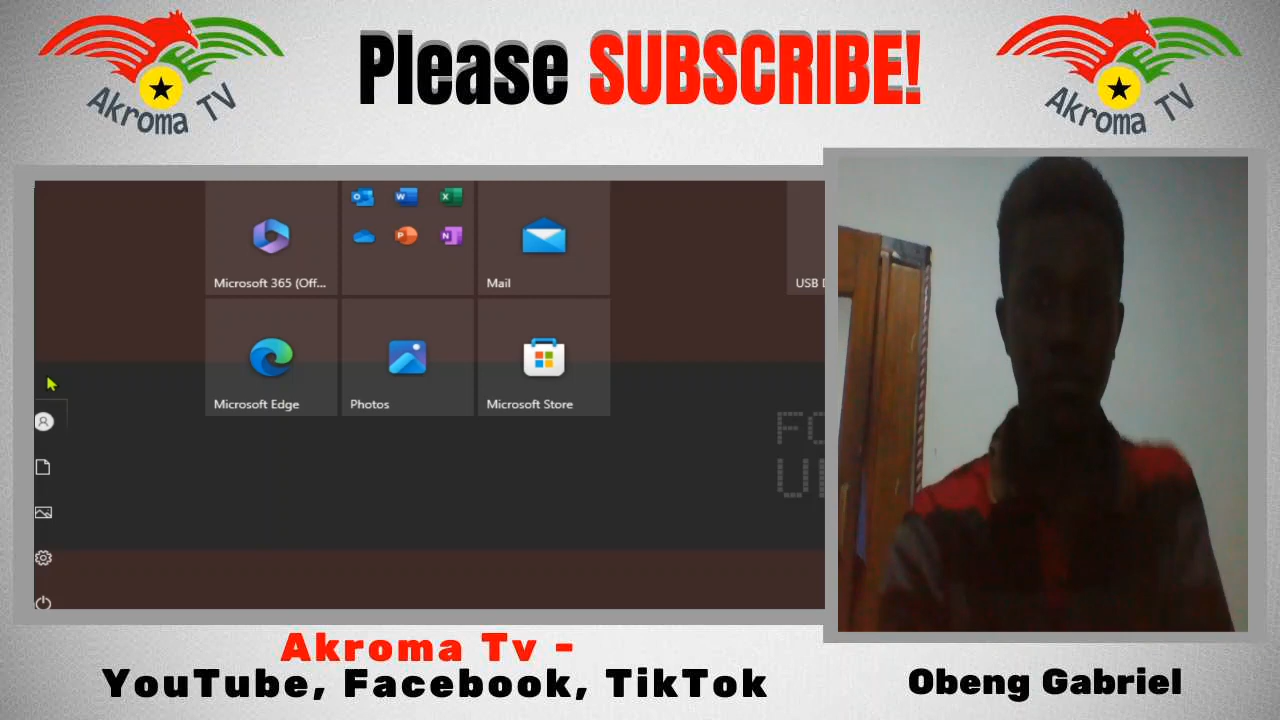 Akroma TV
Please SUBSCRIBE!
Akroma TV
Microsoft 365 (Off...
Mail
USB
Microsoft Edge
Photos
Microsoft Store
Akroma Tv -
YouTube, Facebook, TikTok
Obeng Gabriel